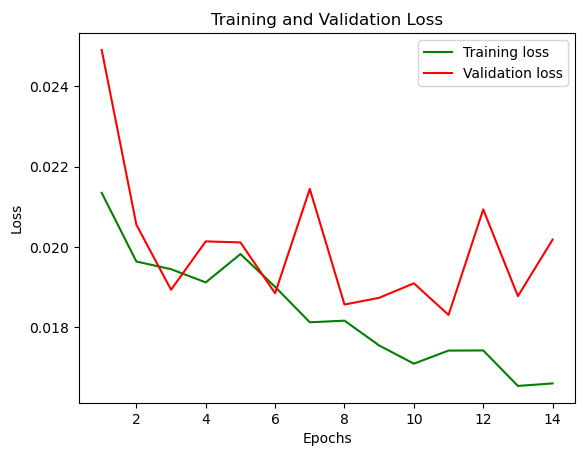 Training and Validation Loss
Training loss
Validation loss
0.024
0.022
0.020
0.018
Loss
2
4
6
8
10
12
14
Epochs